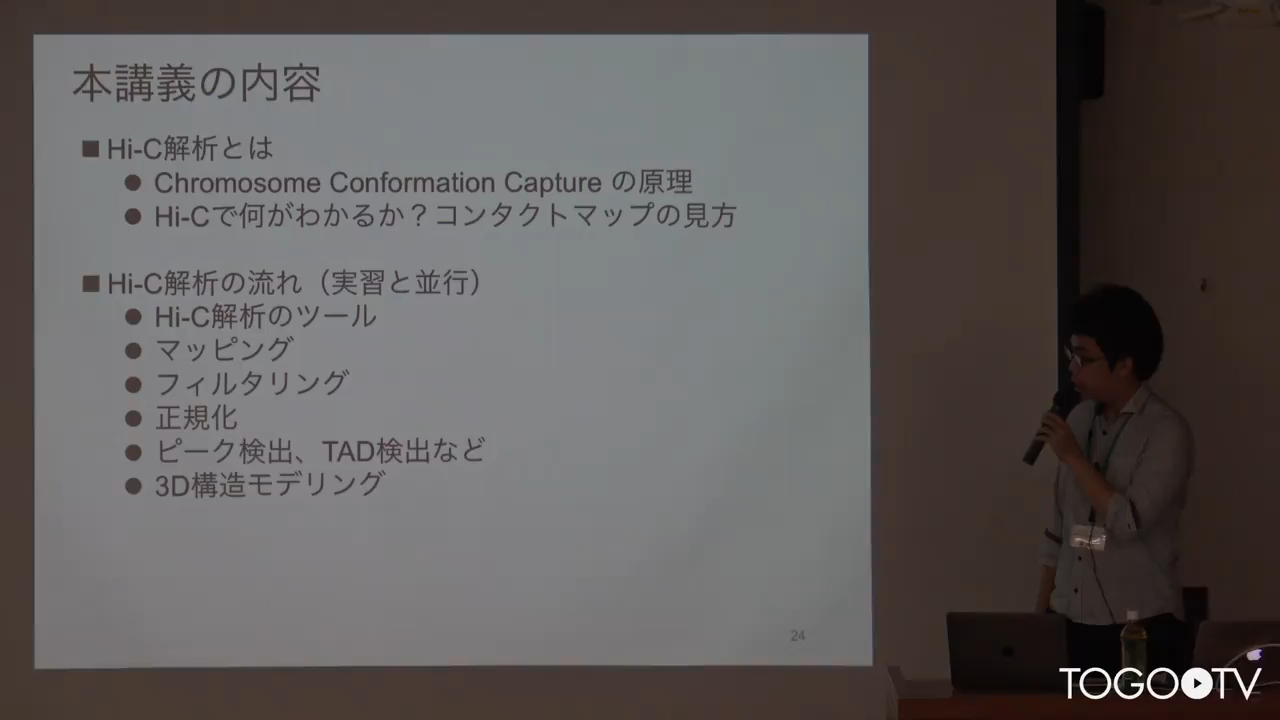 本講義の内容
■ Hi-C解析とは
● Chromosome Conformation Capture の原理
● Hi-Cで何がわかるか？コンタクトマップの見方
■ Hi-C解析の流れ（実習と並行）
● Hi-C解析のツール
● マッピング
● フィルタリング
● 正規化
● ピーク検出、TAD検出など
● 3D構造モデリング
24
TOGOTV